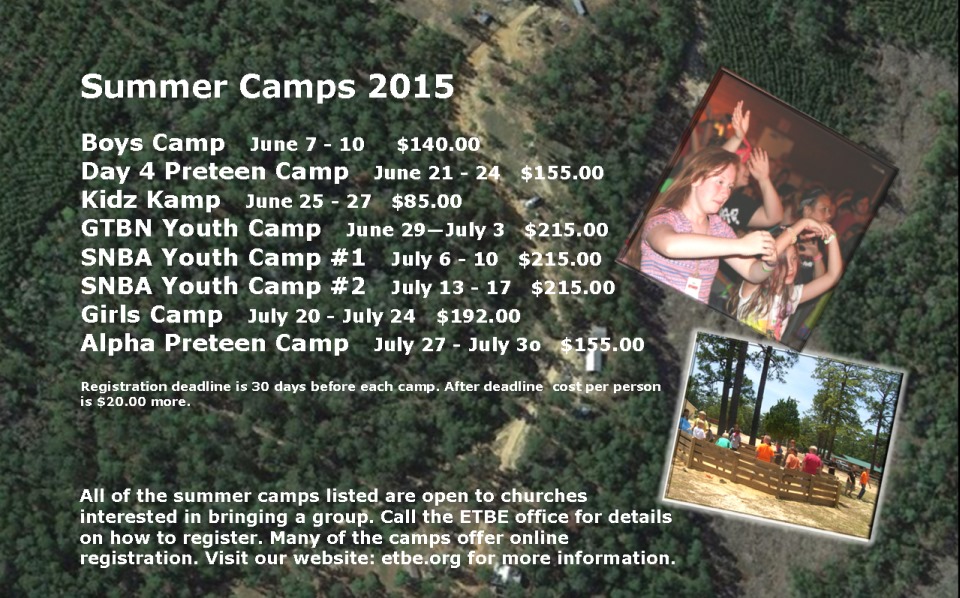 Summer Camps 2015
Boys Camp June 7 - 10 $140.00
Day 4 Preteen Camp June 21 - 24 $155.00
Kidz Kamp June 25 - 27 $85.00
GTBN Youth Camp June 29—July 3 $215.00
SNBA Youth Camp #1 July 6 - 10 $215.00
SNBA Youth Camp #2 July 13 - 17 $215.00
Girls Camp July 20 - July 24 $192.00
Alpha Preteen Camp July 27 - July 3o $155.00
Registration deadline is 30 days before each camp. After deadline cost per person
is $20.00 more.
All of the summer camps listed are open to churches
interested in bringing a group. Call the ETBE office for details
on how to register. Many of the camps offer online
registration. Visit our website: etbe.org for more information.